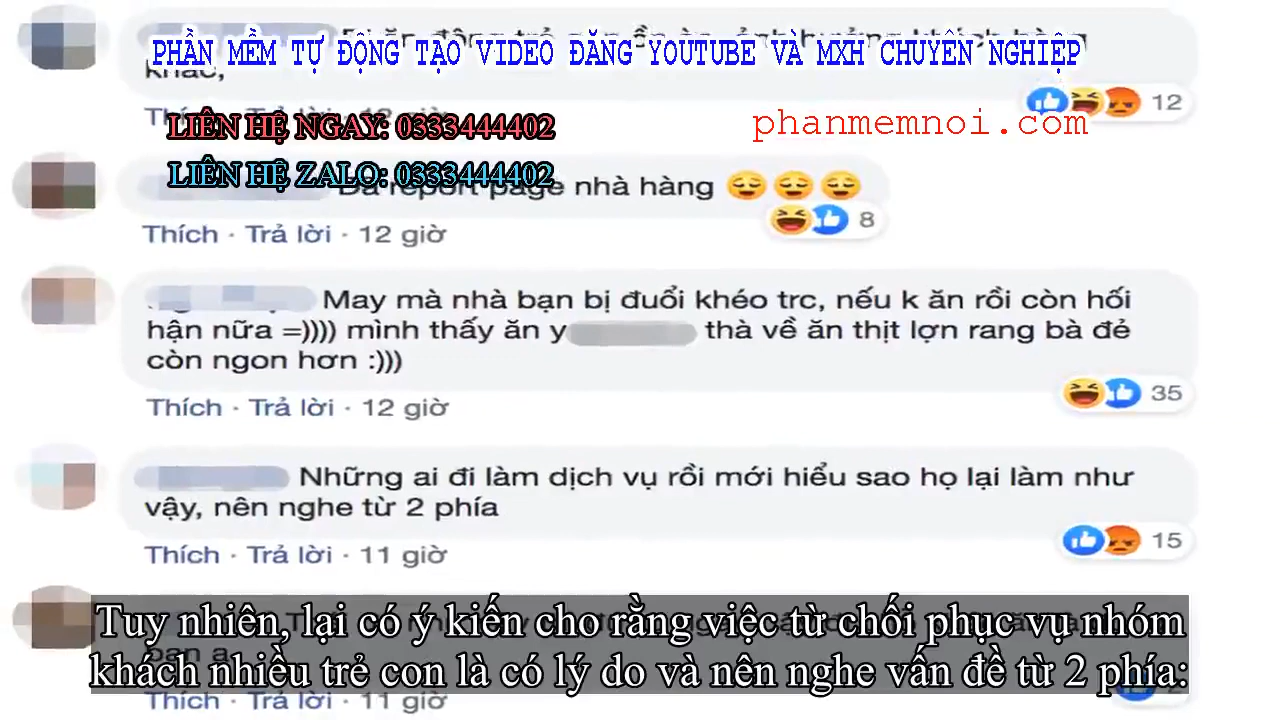 PHẦN MỀM TỰ ĐỘNG TẠO VIDEO ĐĂNG YOUTUBE VÀ MXH CHUYÊN NGHIỆP
khác,
12
LIÊN HỆ NGAY: 0333444402
phanmemnoi.com
LIÊN HỆ ZALO: 0333444402
Đã report page nhà hàng 😌😌😌
8
Thích · Trả lời · 12 giờ
May mà nhà bạn bị đuổi khéo trc, nếu k ăn rồi còn hối
hận nữa =)))) mình thấy ăn y thà về ăn thịt lợn rang bà đẻ
còn ngon hơn :)))
35
Thích · Trả lời · 12 giờ
Những ai đi làm dịch vụ rồi mới hiểu sao họ lại làm như
vậy, nên nghe từ 2 phía
15
Thích · Trả lời · 11 giờ
Tuy nhiên, lại có ý kiến cho rằng việc từ chối phục vụ nhóm
khách nhiều trẻ con là có lý do và nên nghe vấn đề từ 2 phía:
Thích · Trả lời · 11 giờ